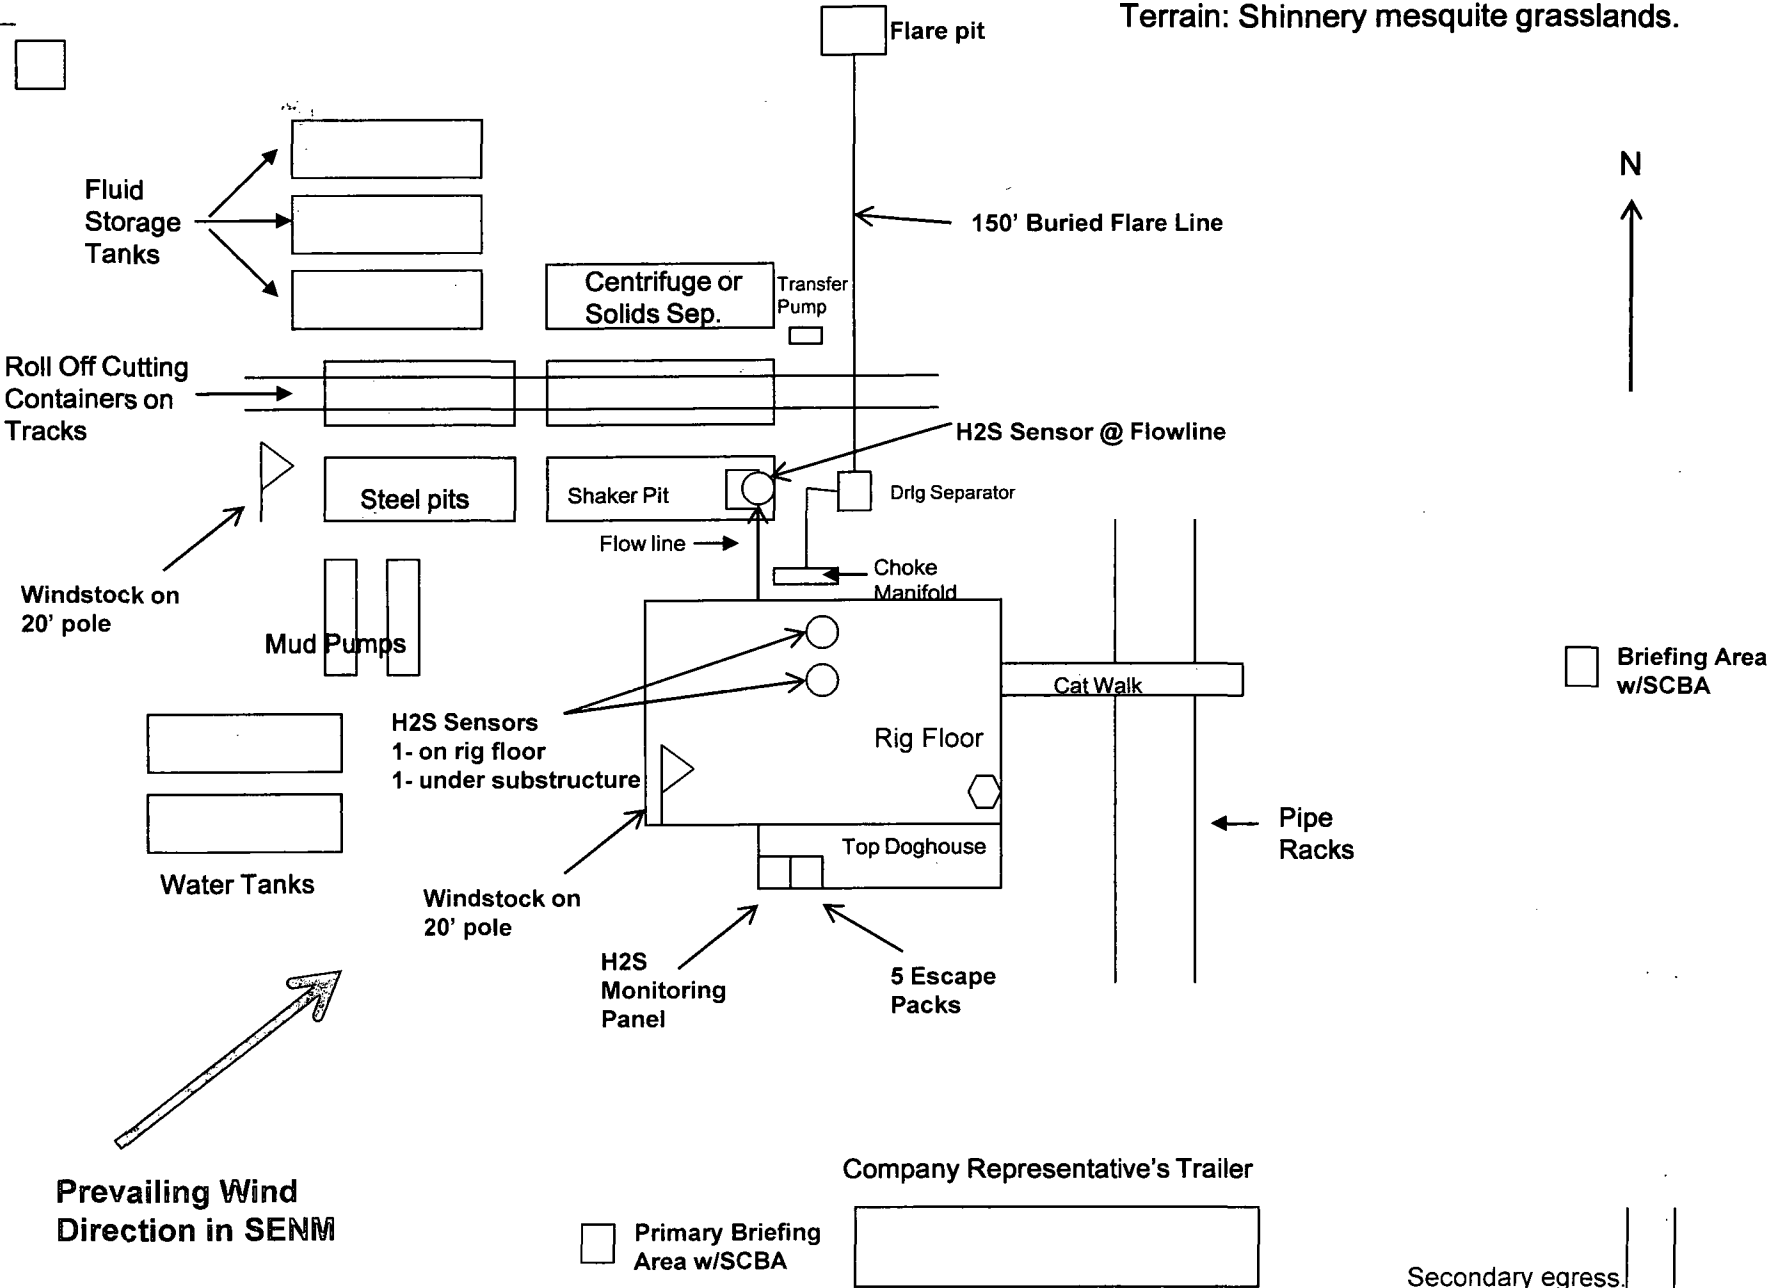 Terrain: Shinnery mesquite grasslands.
Flare pit
N
Fluid
Storage
Tanks
150' Buried Flare Line
Centrifuge or
Solids Sep.
Transfer
Pump
Roll Off Cutting
Containers on
Tracks
H2S Sensor @ Flowline
Steel pits
Shaker Pit
Drlg Separator
Flow line
Choke
Manifold
Windstock on
20' pole
Mud Pumps
Briefing Area
w/SCBA
Cat Walk
H2S Sensors
1- on rig floor
1- under substructure
Rig Floor
Pipe
Racks
Top Doghouse
Water Tanks
Windstock on
20' pole
H2S
Monitoring
Panel
5 Escape
Packs
Prevailing Wind
Direction in SENM
Company Representative's Trailer
Primary Briefing
Area w/SCBA
Secondary egress.